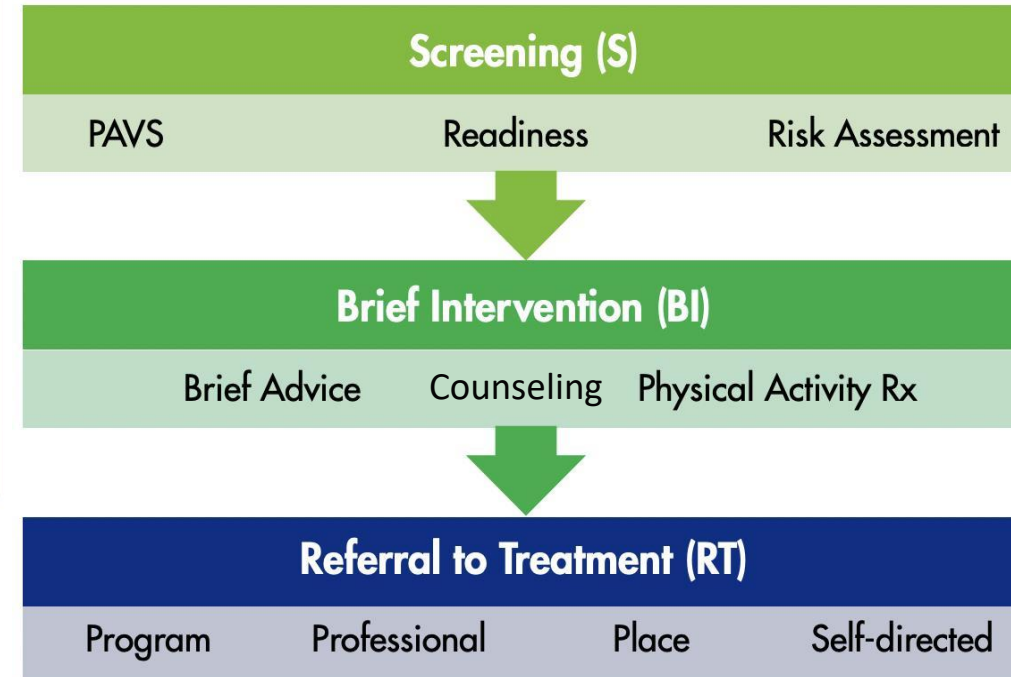 Screening (S)
PAVS Readiness Risk Assessment
Brief Intervention (BI)
Brief Advice Counseling Physical Activity Rx
Referral to Treatment (RT)
Program Professional Place Self-directed